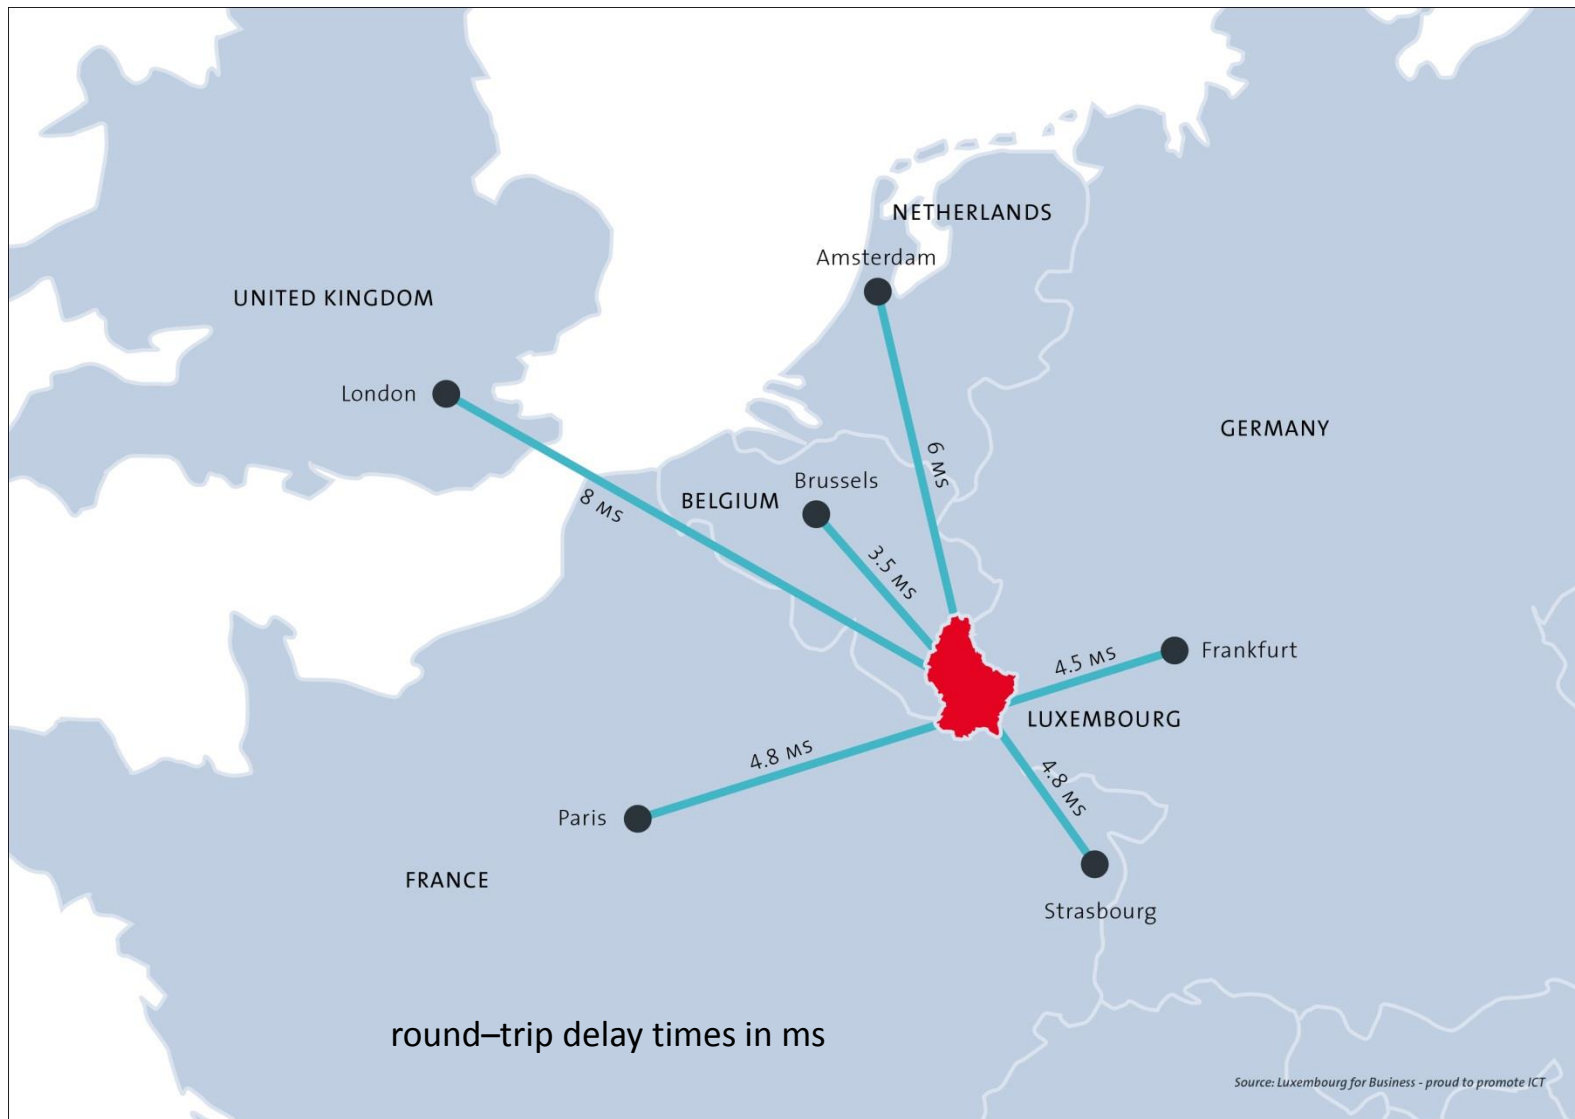 NETHERLANDS
Amsterdam
UNITED KINGDOM
London
GERMANY
6 MS
Brussels
BELGIUM
8 MS
3.5 MS
Frankfurt
4.5 MS
LUXEMBOURG
4.8 MS
4.8 MS
Paris
FRANCE
Strasbourg
round–trip delay times in ms
Source: Luxembourg for Business - proud to promote ICT